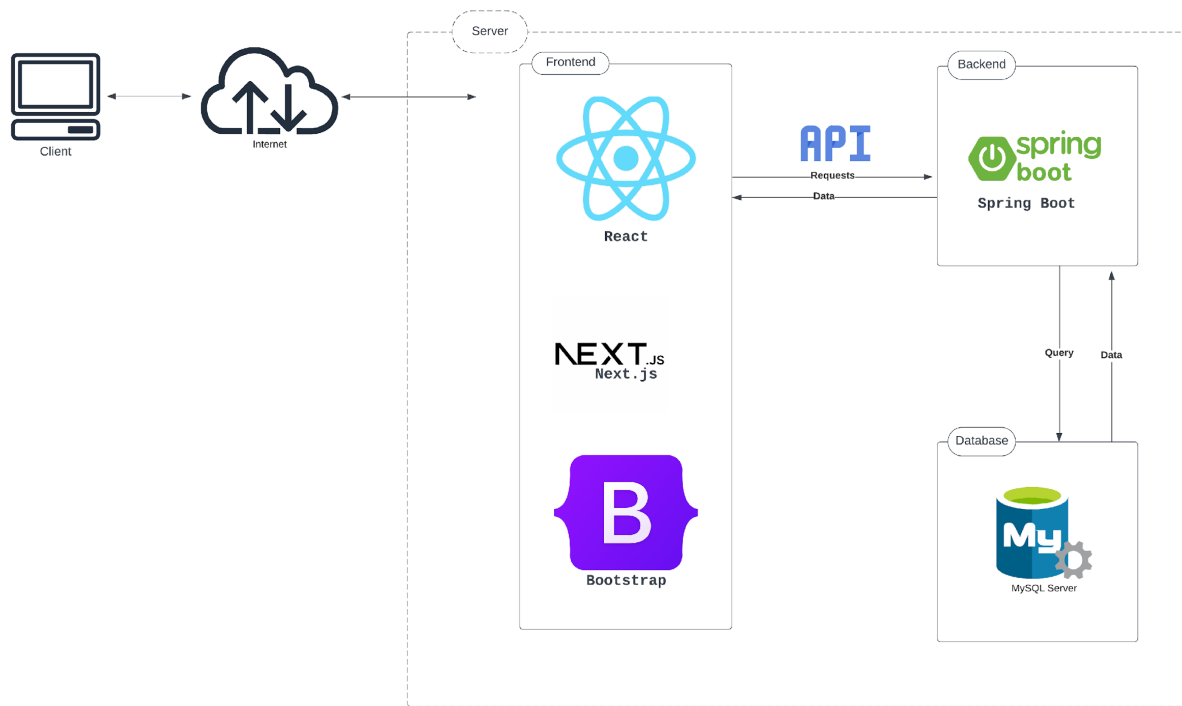 Server
Frontend
Backend
Client
Internet
API
Requests
Data
spring
boot
Spring Boot
React
NEXT.JS
Next.js
Query
Data
B
Bootstrap
Database
My
MySQL Server